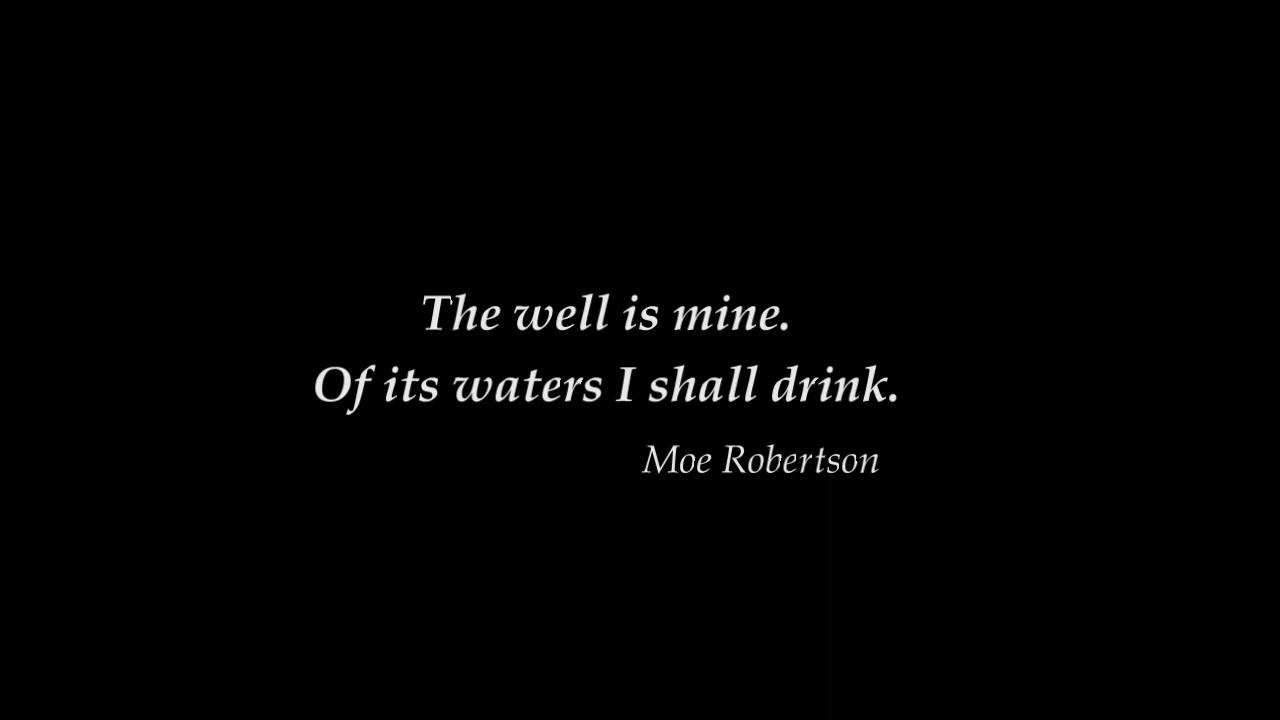 The well is mine.
Of its waters I shall drink.
Moe Robertson